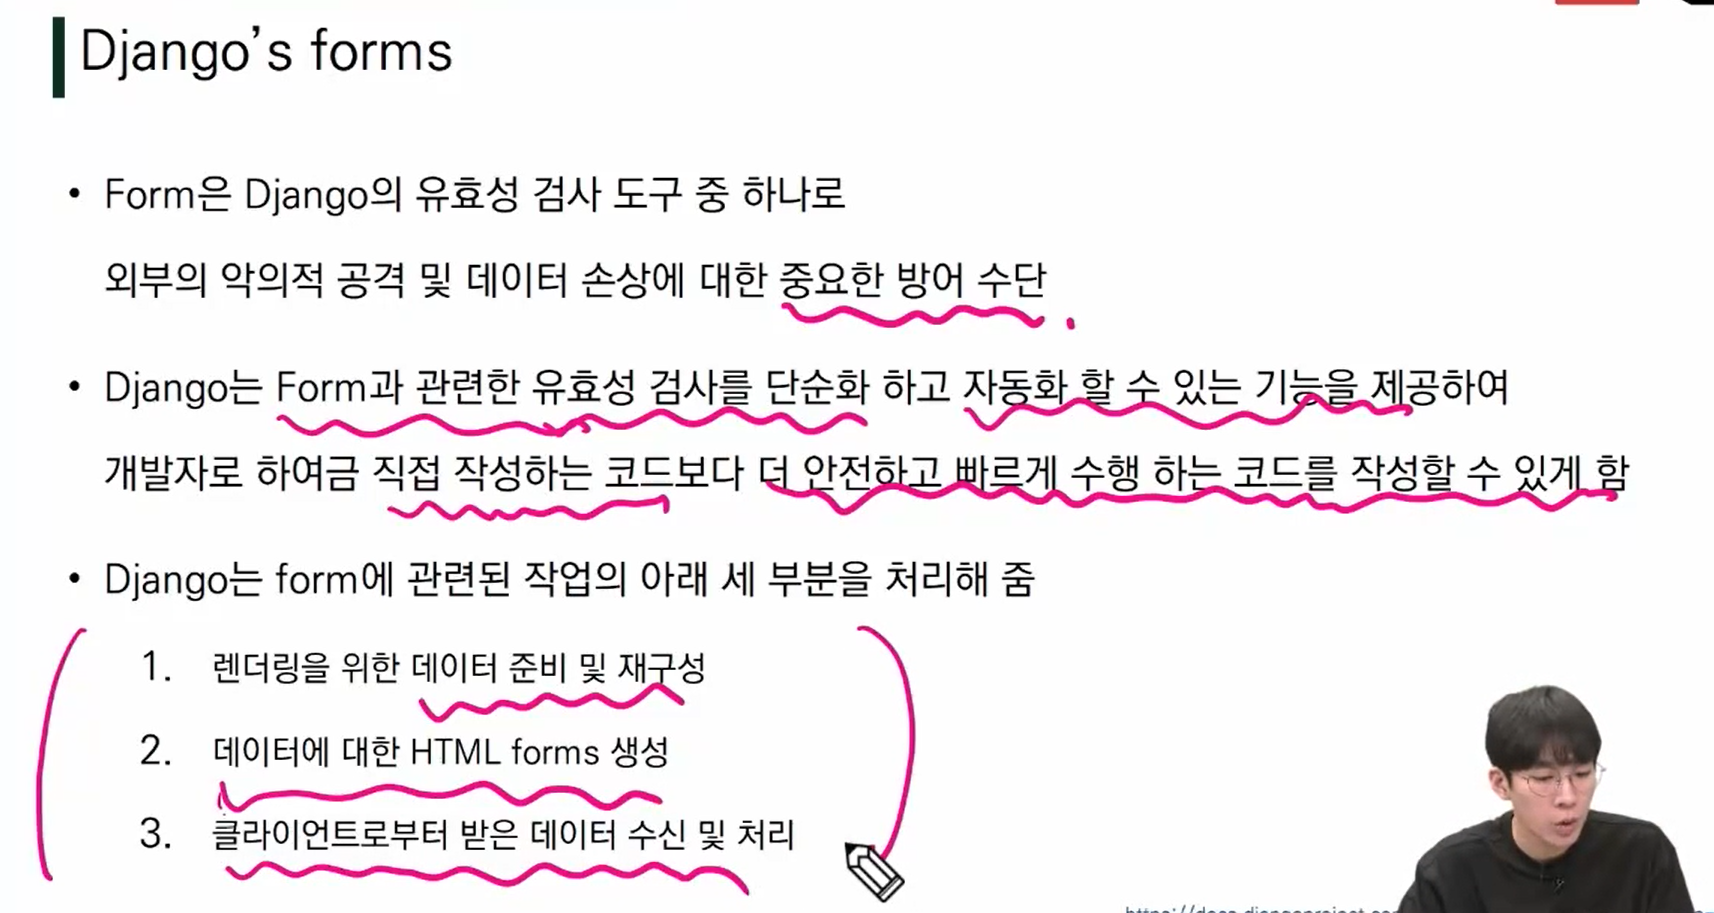 Django's forms
• Form은 Django의 유효성 검사 도구 중 하나로
외부의 악의적 공격 및 데이터 손상에 대한 중요한 방어 수단
• Django는 Form과 관련한 유효성 검사를 단순화 하고 자동화 할 수 있는 기능을 제공하여
개발자로 하여금 직접 작성하는 코드보다 더 안전하고 빠르게 수행 하는 코드를 작성할 수 있게 함
• Django는 form에 관련된 작업의 아래 세 부분을 처리해 줌
1. 렌더링을 위한 데이터 준비 및 재구성
2. 데이터에 대한 HTML forms 생성
3. 클라이언트로부터 받은 데이터 수신 및 처리